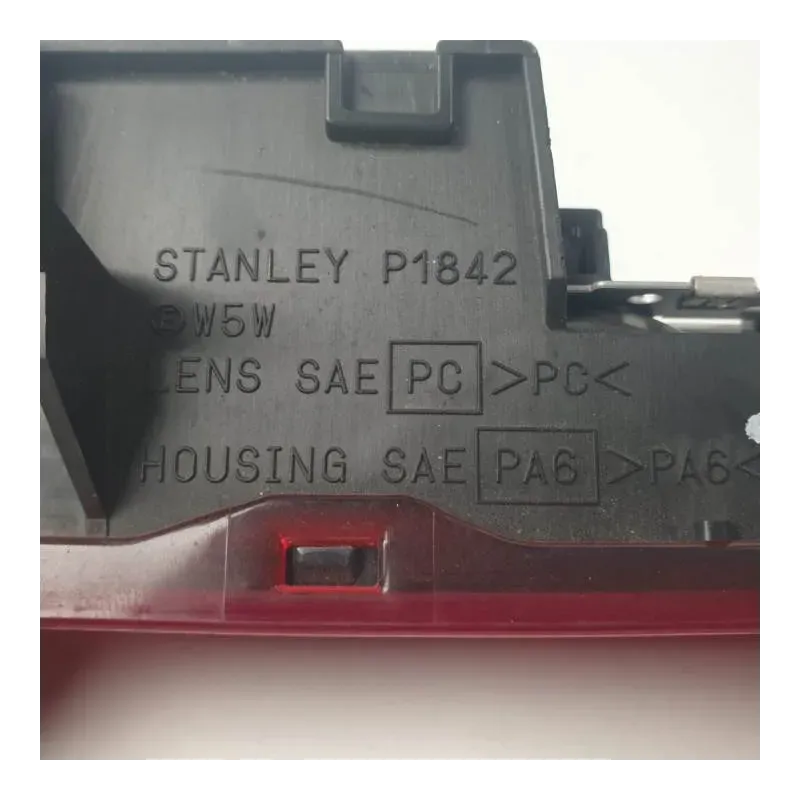 STANLEY P1842
Ⓔ W5W
LENS SAE PC >PC<
HOUSING SAE PA6 >PA6<